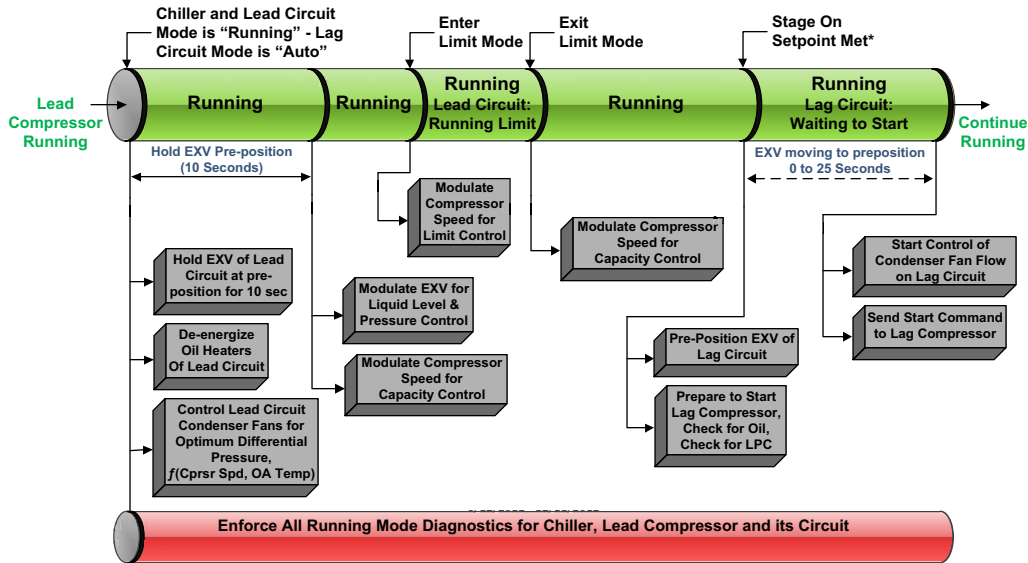 Chiller and Lead Circuit
Mode is “Running” - Lag
Circuit Mode is “Auto”
Enter
Limit Mode
Exit
Limit Mode
Stage On
Setpoint Met*
Lead
Compressor
Running
Running
Running
Running
Lead Circuit:
Running Limit
Running
Running
Lag Circuit:
Waiting to Start
Continue
Running
Hold EXV Pre-position
(10 Seconds)
EXV moving to preposition
0 to 25 Seconds
Modulate
Compressor
Speed for
Limit Control
Modulate Compressor
Speed for
Capacity Control
Start Control of
Condenser Fan Flow
on Lag Circuit
Hold EXV of Lead
Circuit at pre-
position for 10 sec
Modulate EXV for
Liquid Level &
Pressure Control
Send Start Command
to Lag Compressor
De-energize
Oil Heaters
Of Lead Circuit
Pre-Position EXV of
Lag Circuit
Modulate Compressor
Speed for
Capacity Control
Control Lead Circuit
Condenser Fans for
Optimum Differential
Pressure,
ƒ(Cprsr Spd, OA Temp)
Prepare to Start
Lag Compressor,
Check for Oil,
Check for LPC
Enforce All Running Mode Diagnostics for Chiller, Lead Compressor and its Circuit